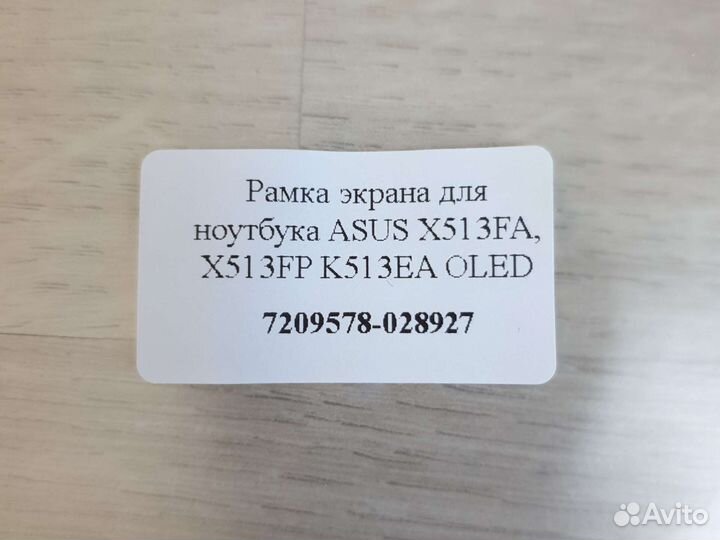 Рамка экрана для
ноутбука ASUS X513FA,
X513FP K513EA OLED
7209578-028927
Avito